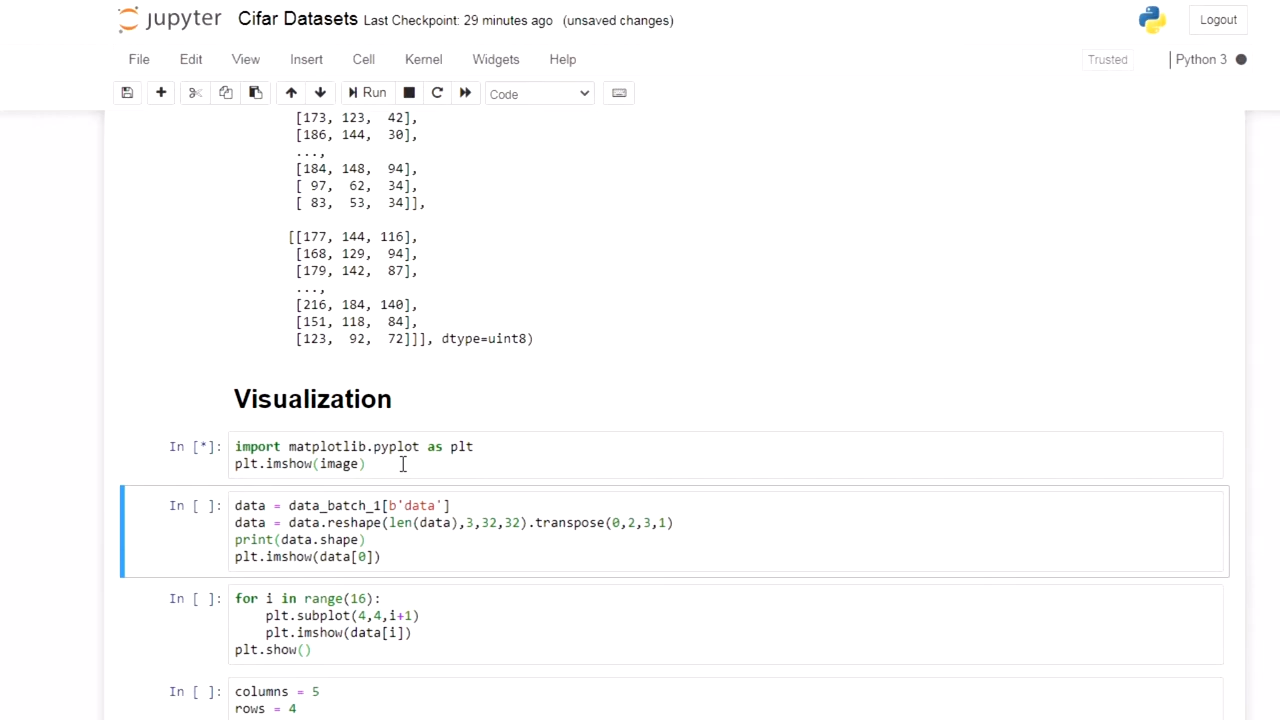 jupyter Cifar Datasets Last Checkpoint: 29 minutes ago (unsaved changes) Logout
File Edit View Insert Cell Kernel Widgets Help Trusted Python 3
Run Code
[173, 123, 42],
[186, 144, 30],
...,
[184, 148, 94],
[ 97, 62, 34],
[ 83, 53, 34]],
[[177, 144, 116],
[168, 129, 94],
[179, 142, 87],
...,
[216, 184, 140],
[151, 118, 84],
[123, 92, 72]]], dtype=uint8)
Visualization
In [*]: import matplotlib.pyplot as plt
plt.imshow(image)
In [ ]: data = data_batch_1[b'data']
data = data.reshape(len(data),3,32,32).transpose(0,2,3,1)
print(data.shape)
plt.imshow(data[0])
In [ ]: for i in range(16):
plt.subplot(4,4,i+1)
plt.imshow(data[i])
plt.show()
In [ ]: columns = 5
rows = 4